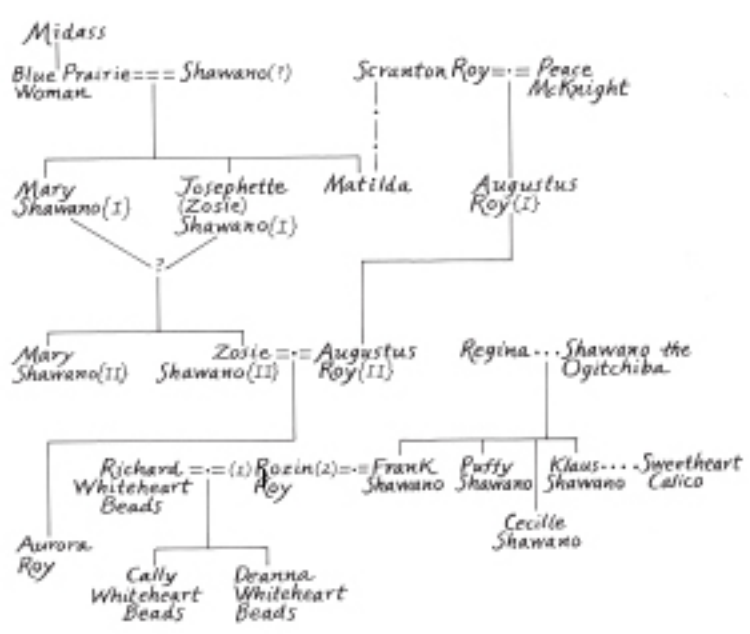 Midass
Blue Prairie === Shawano(?)
Woman
Scranton Roy=·= Peace
McKnight
Mary
Shawano(I)
Josephette
(Zosie)
Shawano(I)
Matilda
Augustus
Roy(I)
?
Mary
Shawano(II)
Zosie =·= Augustus
Shawano(II) Roy(II)
Regina...Shawano the
Ogitchiba
Richard =·=(1) Rozin(2)=·=Frank
Whiteheart Roy Shawano
Beads
Puffy
Shawano
Klaus....Sweetheart
Shawano Calico
Cecille
Shawano
Aurora
Roy
Cally
Whiteheart
Beads
Deanna
Whiteheart
Beads